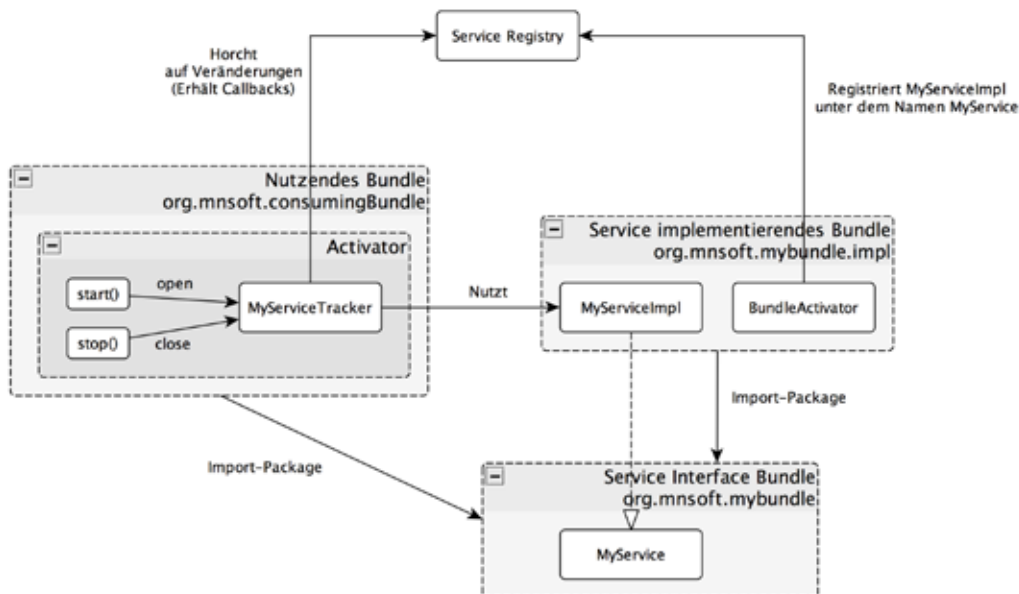 Service Registry
Horcht
auf Veränderungen
(Erhält Callbacks)
Registriert MyServiceImpl
unter dem Namen MyService
Nutzendes Bundle
org.mnsoft.consumingBundle
Activator
start()
open
MyServiceTracker
stop()
close
Nutzt
Service implementierendes Bundle
org.mnsoft.mybundle.impl
MyServiceImpl
BundleActivator
Import-Package
Import-Package
Service Interface Bundle
org.mnsoft.mybundle
MyService